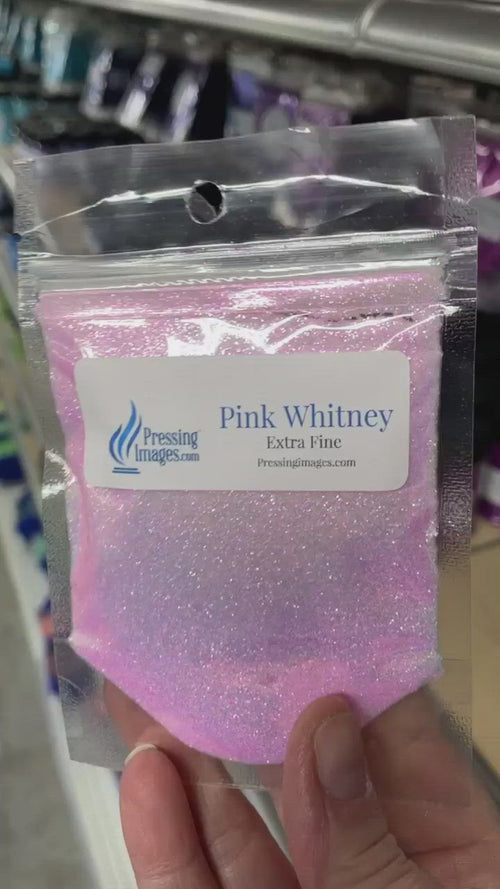 Pressing
Images.com
Pink Whitney
Extra Fine
Pressingimages.com